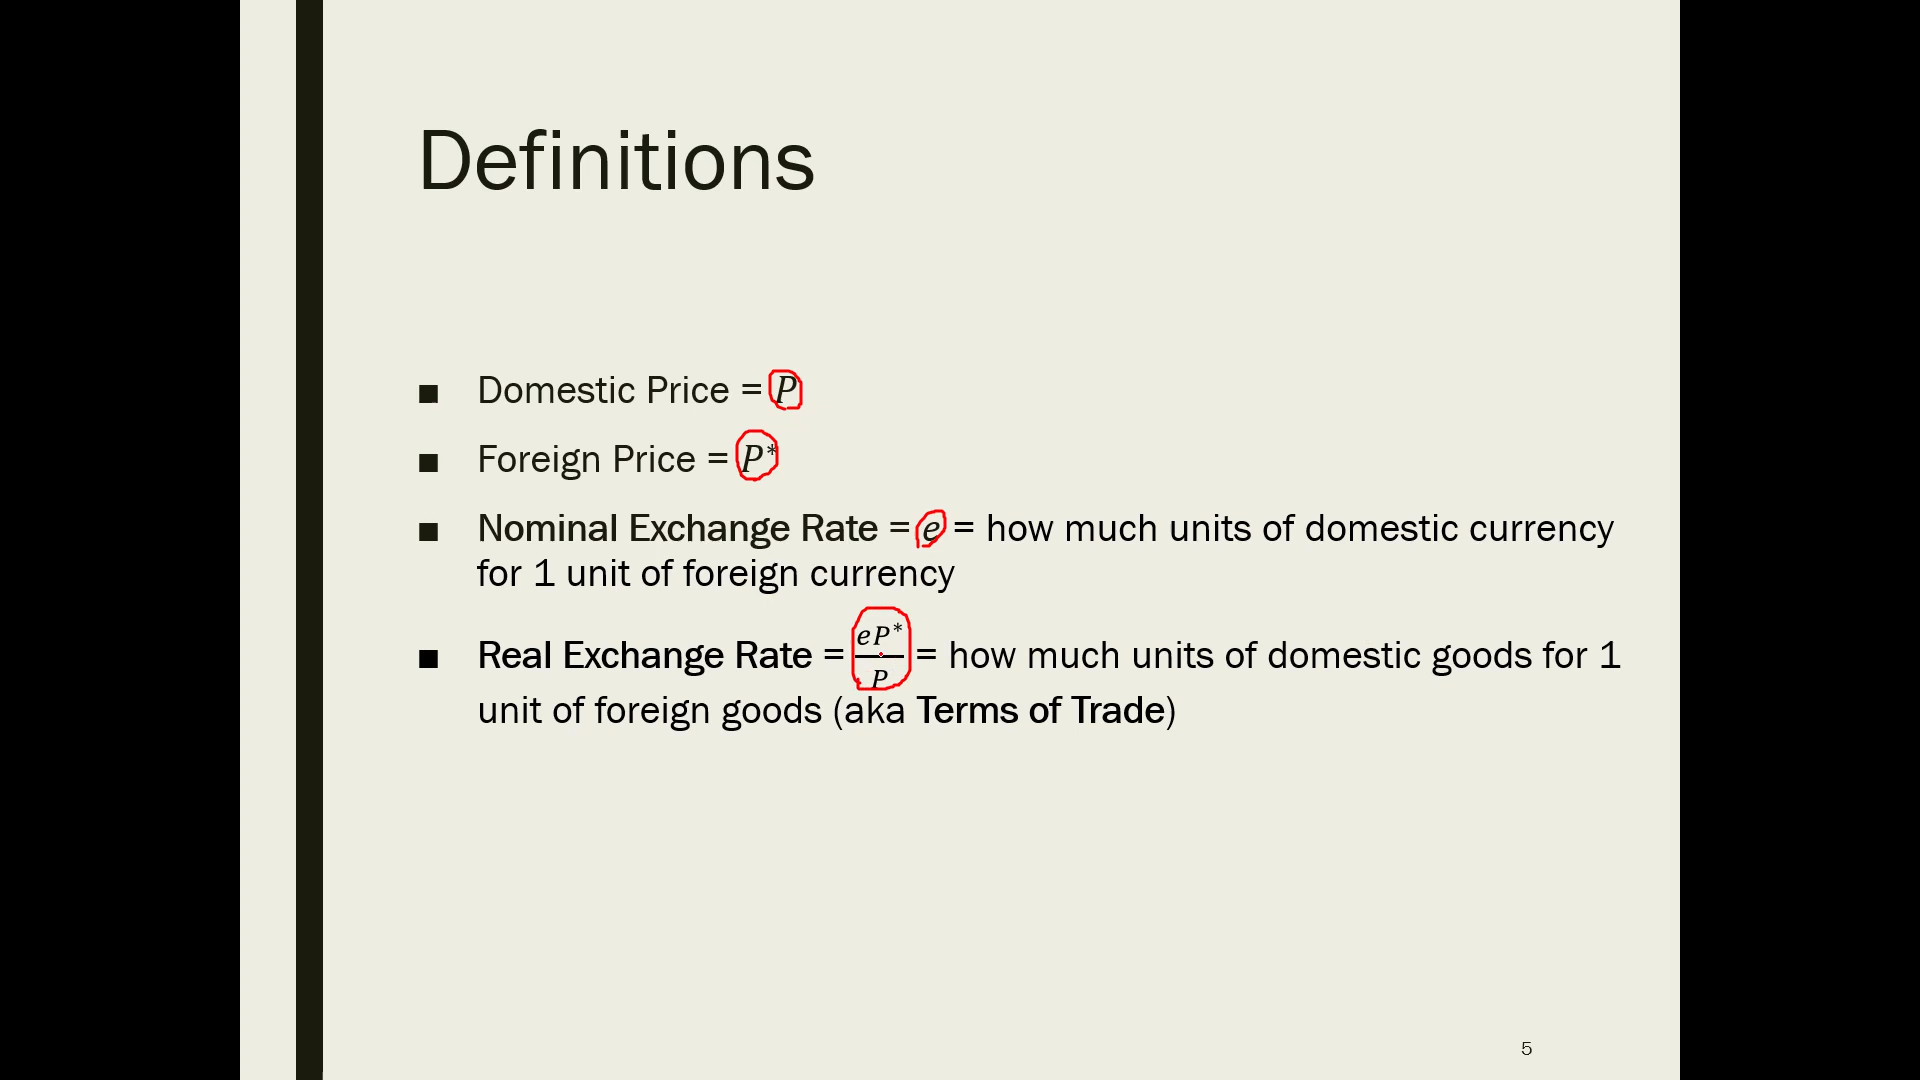 Definitions
■ Domestic Price = P
■ Foreign Price = P*
■ Nominal Exchange Rate = e = how much units of domestic currency
for 1 unit of foreign currency
■ Real Exchange Rate = eP*/P = how much units of domestic goods for 1
unit of foreign goods (aka Terms of Trade)
5